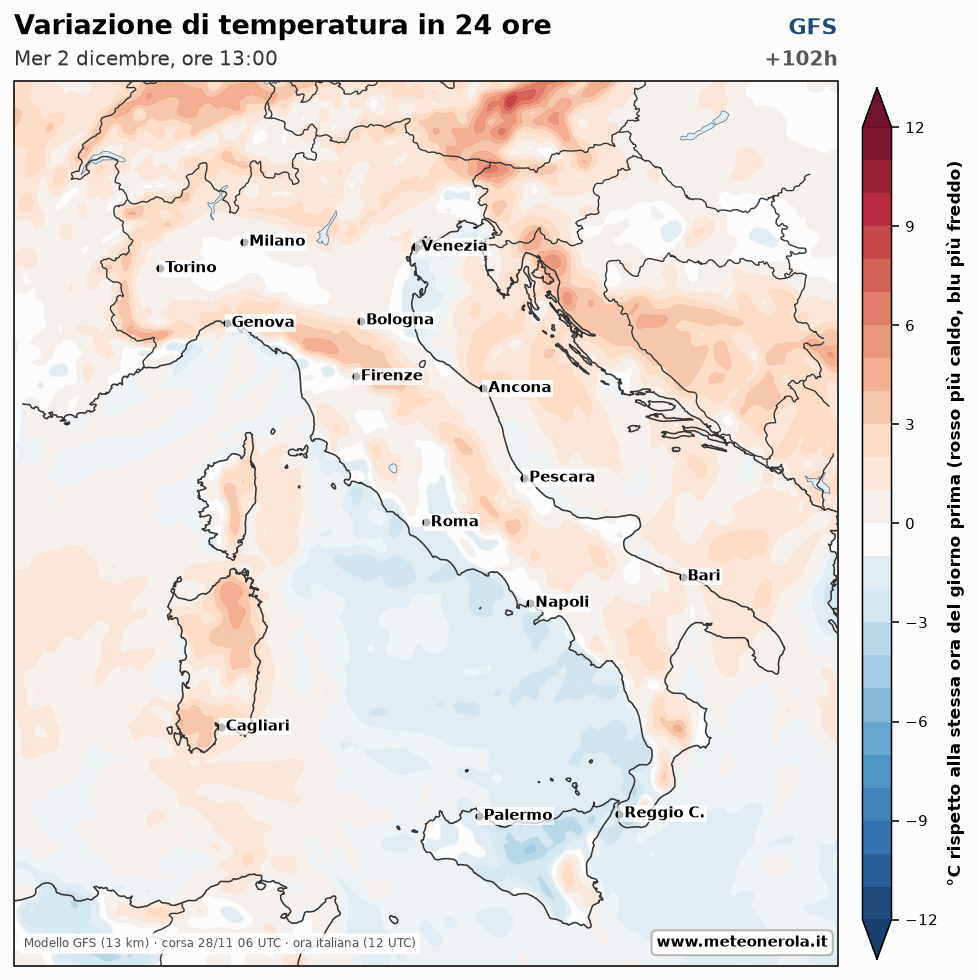 Variazione di temperatura in 24 ore
GFS
Mer 2 dicembre, ore 13:00
+102h
Milano
Venezia
Torino
Genova
Bologna
Firenze
Ancona
Pescara
Roma
Bari
Napoli
Cagliari
Palermo
Reggio C.
12
9
6
3
0
−3
−6
−9
−12
°C rispetto alla stessa ora del giorno prima (rosso più caldo, blu più freddo)
Modello GFS (13 km) · corsa 28/11 06 UTC · ora italiana (12 UTC)
www.meteonerola.it